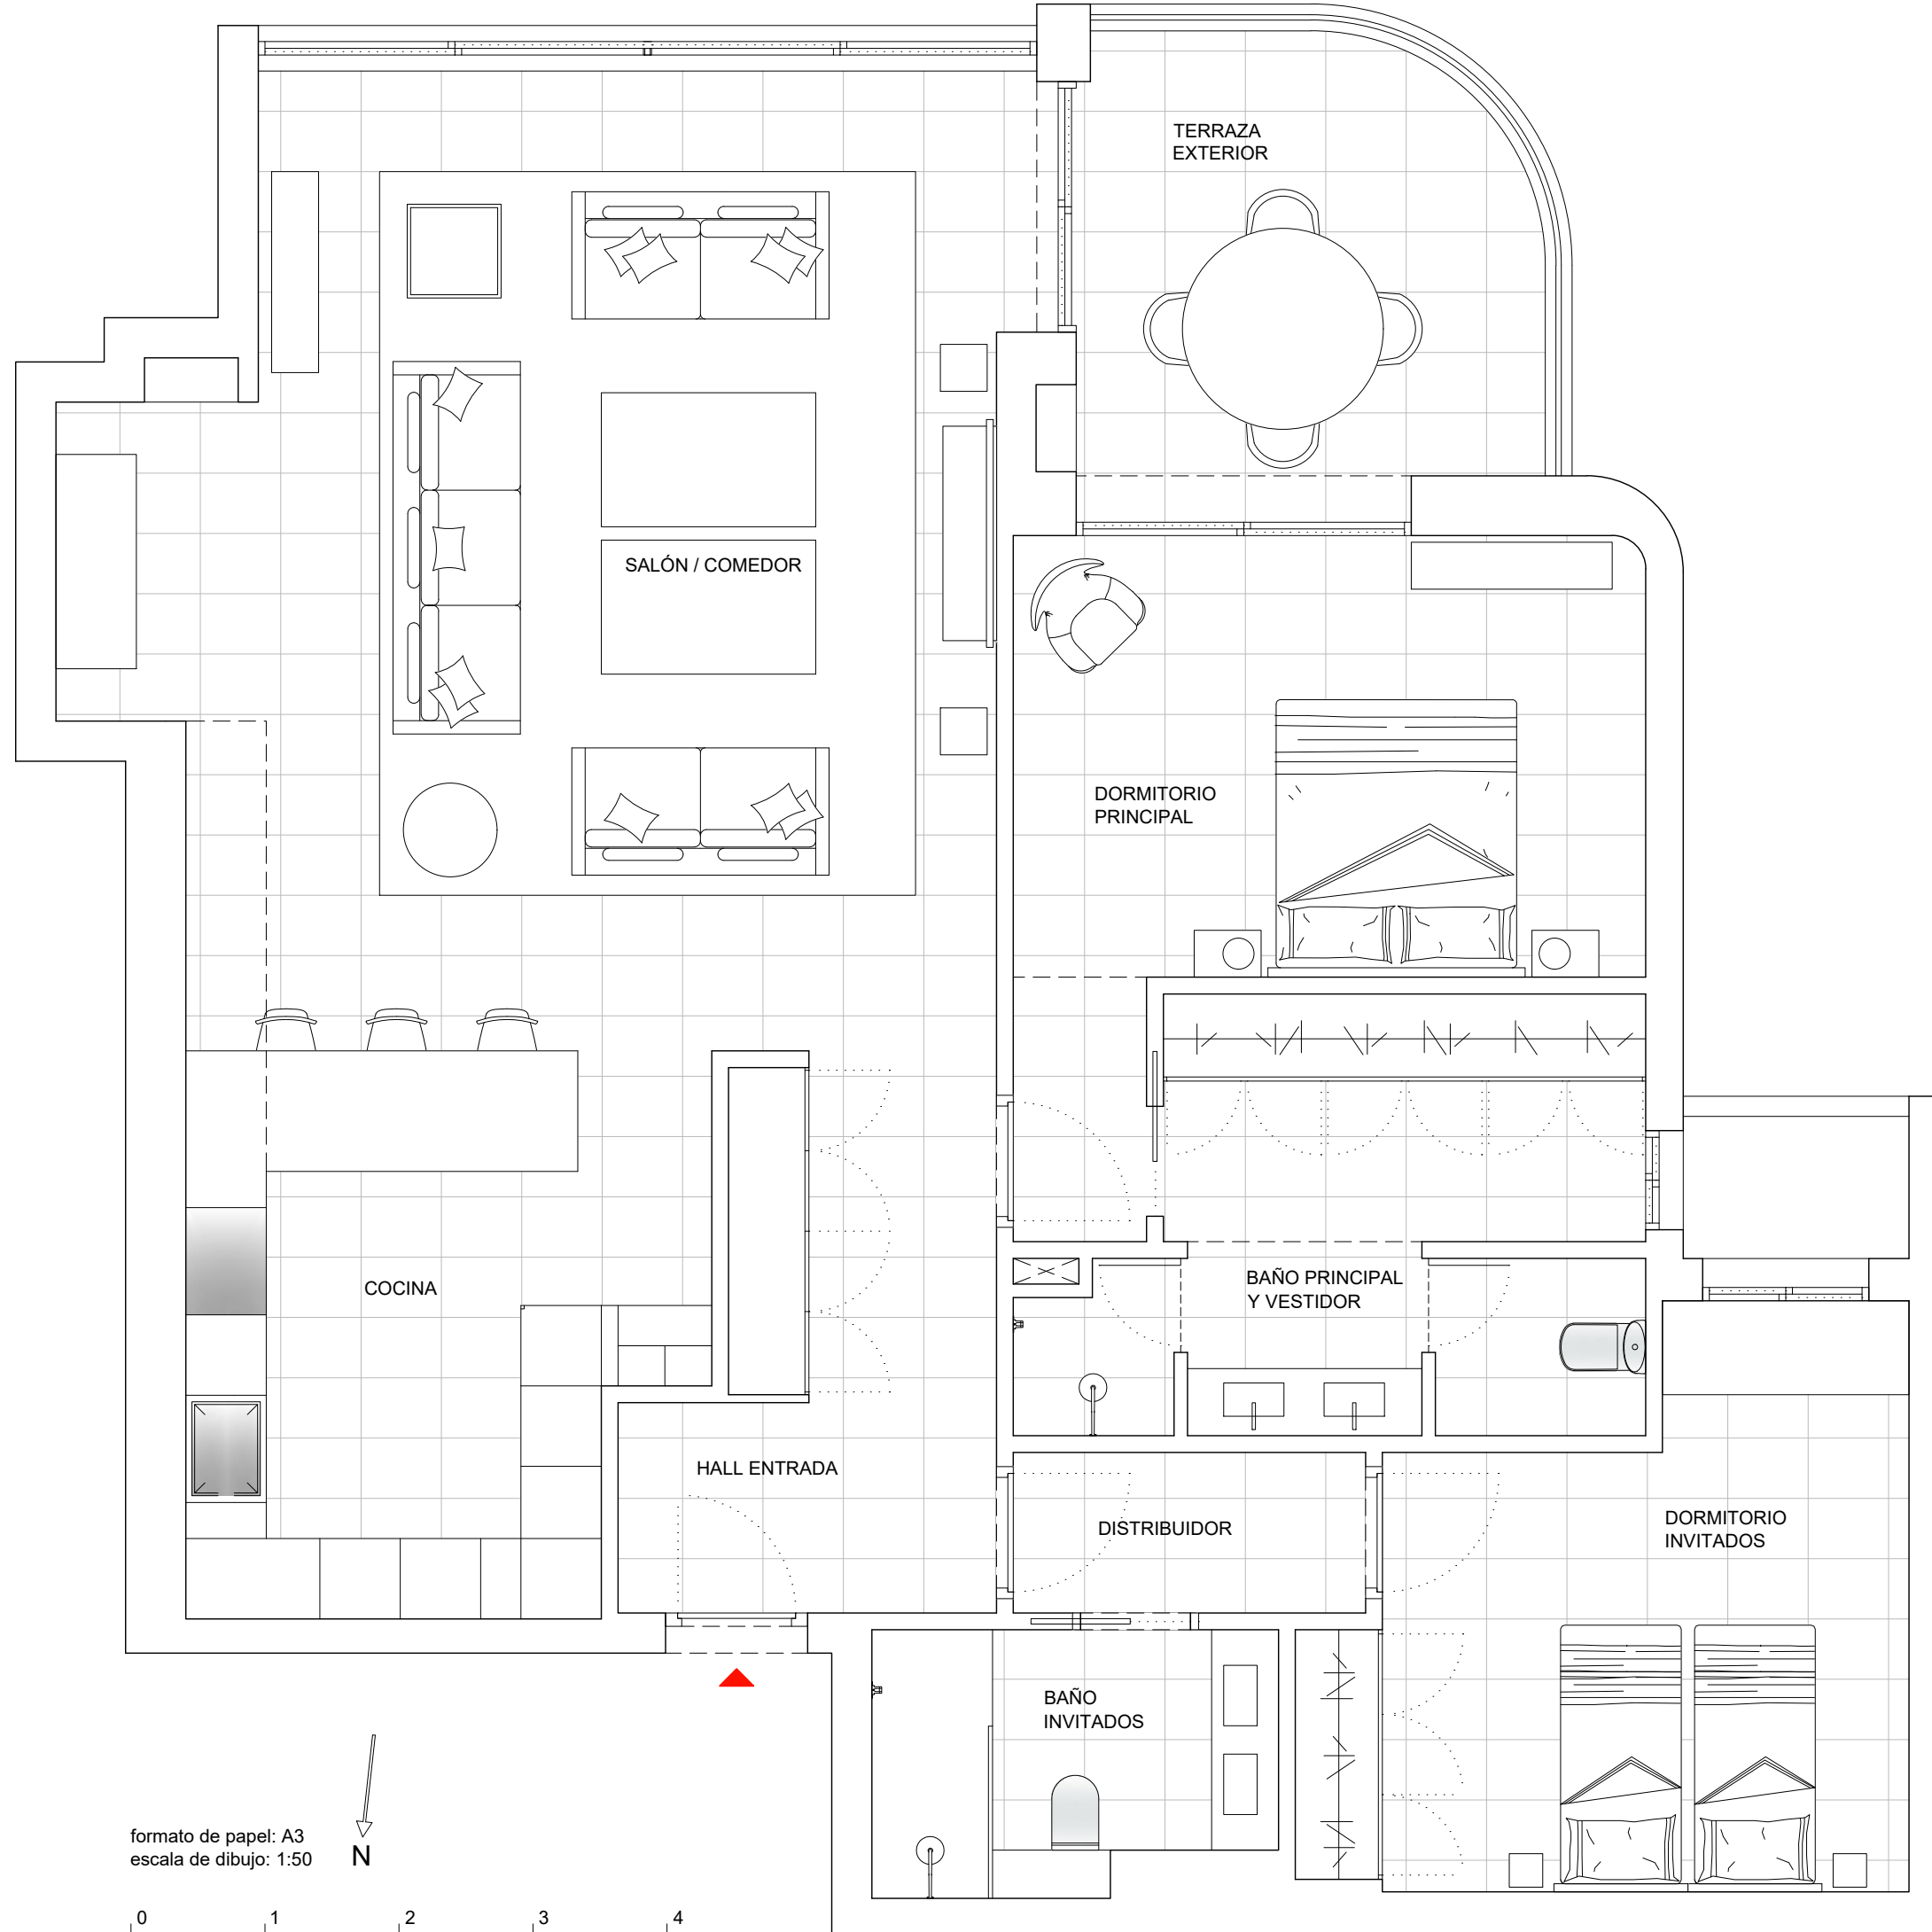 TERRAZA
EXTERIOR
SALÓN / COMEDOR
DORMITORIO
PRINCIPAL
COCINA
BAÑO PRINCIPAL
Y VESTIDOR
HALL ENTRADA
DISTRIBUIDOR
DORMITORIO
INVITADOS
BAÑO
INVITADOS
formato de papel: A3
escala de dibujo: 1:50
N
0 1 2 3 4